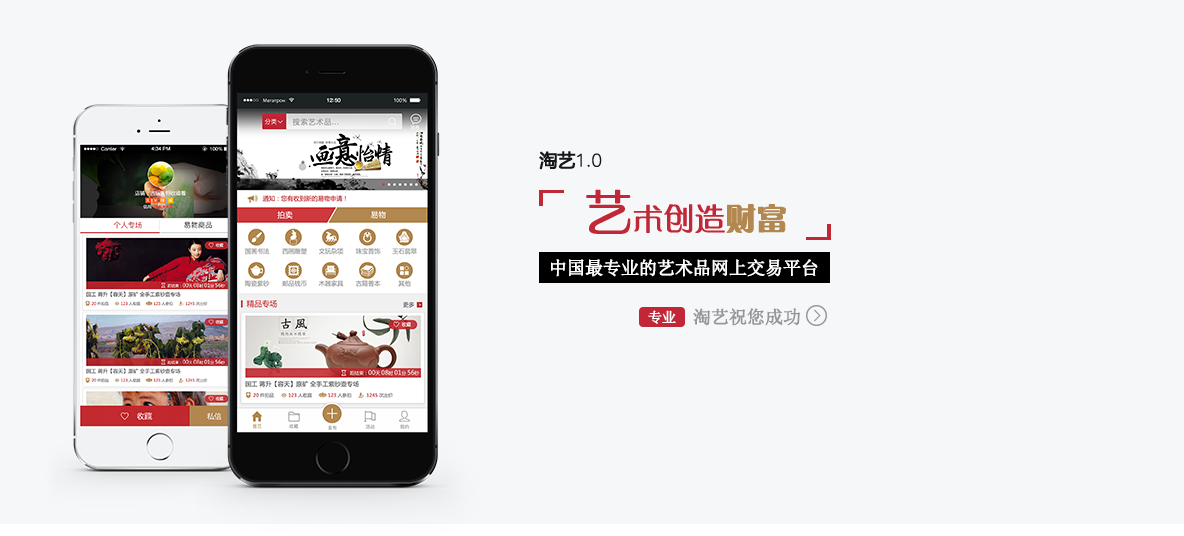 淘艺1.0
艺术创造财富
中国最专业的艺术品网上交易平台
专业 淘艺祝您成功
12:50 100%
分类 搜索艺术品...
画意怡情
通知：您有收到新的易物申请！
拍卖 易物
国画书法 西画雕塑 文玩杂项 珠宝首饰 玉石翡翠
陶瓷紫砂 邮品钱币 木器家具 古籍善本 其他
精品专场 更多
古風
收藏
距结束：00天08时01分56秒
国工 蒋升【容天】原矿 全手工紫砂壶专场
20 件拍品 123 人收藏 123 人参拍 1245 次出价
首页 收藏 发布 活动 我的
Carrier 4:34 PM 100%
个人专场 易物商品
收藏
距结束：00天08时01分56秒
国工 蒋升【容天】原矿 全手工紫砂壶专场
20 件拍品 123 人收藏 123 人参拍 1245 次出价
收藏
距结束：00天08时01分56秒
国工 蒋升【容天】原矿 全手工紫砂壶专场
20 件拍品 123 人收藏 123 人参拍 1245 次出价
收藏
收藏 私信